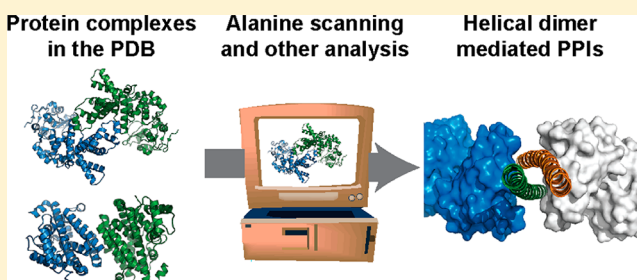 Protein complexes
in the PDB
Alanine scanning
and other analysis
Helical dimer
mediated PPIs